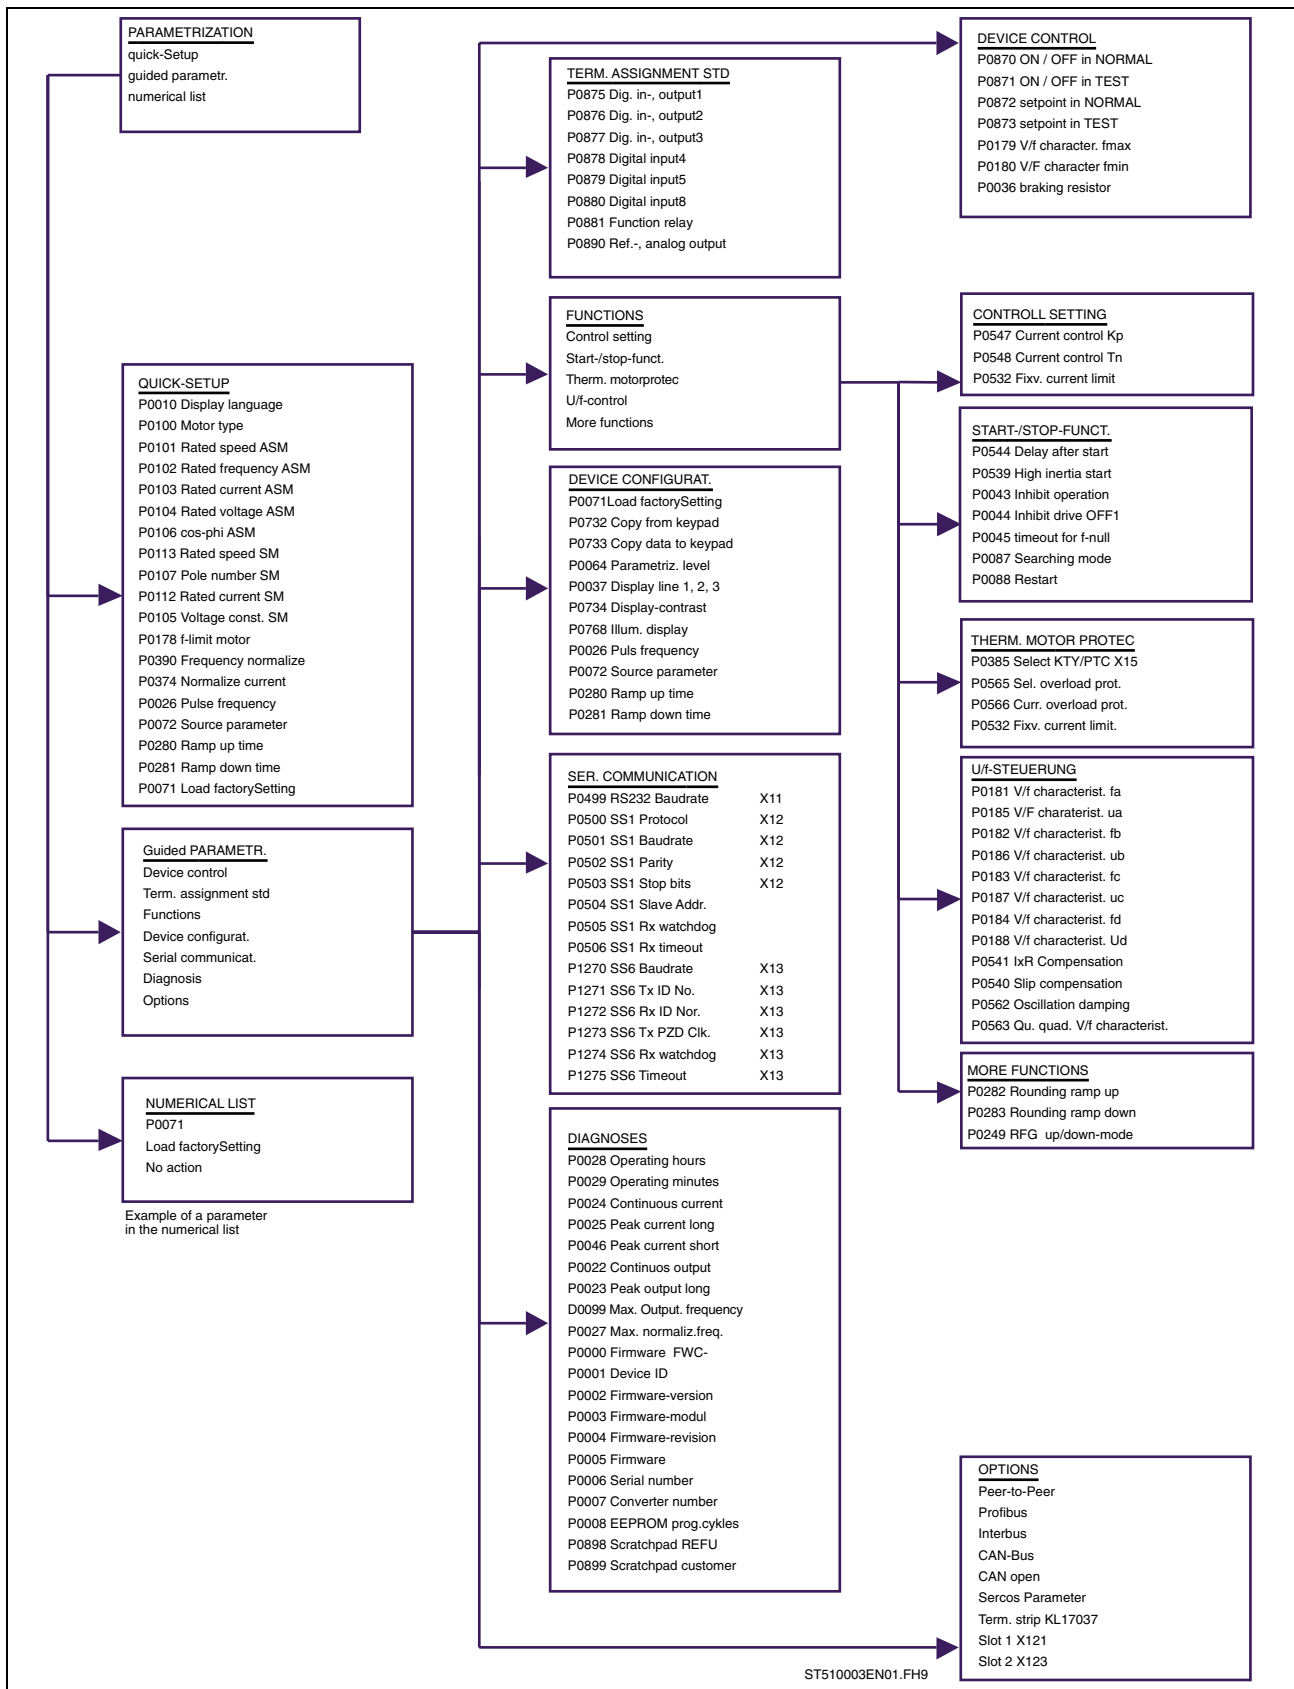 PARAMETRIZATION
quick-Setup
guided parametr.
numerical list
QUICK-SETUP
P0010 Display language
P0100 Motor type
P0101 Rated speed ASM
P0102 Rated frequency ASM
P0103 Rated current ASM
P0104 Rated voltage ASM
P0106 cos-phi ASM
P0113 Rated speed SM
P0107 Pole number SM
P0112 Rated current SM
P0105 Voltage const. SM
P0178 f-limit motor
P0390 Frequency normalize
P0374 Normalize current
P0026 Pulse frequency
P0072 Source parameter
P0280 Ramp up time
P0281 Ramp down time
P0071 Load factorySetting
Guided PARAMETR.
Device control
Term. assignment std
Functions
Device configurat.
Serial communicat.
Diagnosis
Options
NUMERICAL LIST
P0071
Load factorySetting
No action
Example of a parameter
in the numerical list
TERM. ASSIGNMENT STD
P0875 Dig. in-, output1
P0876 Dig. in-, output2
P0877 Dig. in-, output3
P0878 Digital input4
P0879 Digital input5
P0880 Digital input8
P0881 Function relay
P0890 Ref.-, analog output
FUNCTIONS
Control setting
Start-/stop-funct.
Therm. motorprotec
U/f-control
More functions
DEVICE CONFIGURAT.
P0071Load factorySetting
P0732 Copy from keypad
P0733 Copy data to keypad
P0064 Parametriz. level
P0037 Display line 1, 2, 3
P0734 Display-contrast
P0768 Illum. display
P0026 Puls frequency
P0072 Source parameter
P0280 Ramp up time
P0281 Ramp down time
SER. COMMUNICATION
P0499 RS232 Baudrate X11
P0500 SS1 Protocol X12
P0501 SS1 Baudrate X12
P0502 SS1 Parity X12
P0503 SS1 Stop bits X12
P0504 SS1 Slave Addr.
P0505 SS1 Rx watchdog
P0506 SS1 Rx timeout
P1270 SS6 Baudrate X13
P1271 SS6 Tx ID No. X13
P1272 SS6 Rx ID Nor. X13
P1273 SS6 Tx PZD Clk. X13
P1274 SS6 Rx watchdog X13
P1275 SS6 Timeout X13
DIAGNOSES
P0028 Operating hours
P0029 Operating minutes
P0024 Continuous current
P0025 Peak current long
P0046 Peak current short
P0022 Continuos output
P0023 Peak output long
D0099 Max. Output. frequency
P0027 Max. normaliz.freq.
P0000 Firmware FWC-
P0001 Device ID
P0002 Firmware-version
P0003 Firmware-modul
P0004 Firmware-revision
P0005 Firmware
P0006 Serial number
P0007 Converter number
P0008 EEPROM prog.cykles
P0898 Scratchpad REFU
P0899 Scratchpad customer
DEVICE CONTROL
P0870 ON / OFF in NORMAL
P0871 ON / OFF in TEST
P0872 setpoint in NORMAL
P0873 setpoint in TEST
P0179 V/f character. fmax
P0180 V/F character fmin
P0036 braking resistor
CONTROLL SETTING
P0547 Current control Kp
P0548 Current control Tn
P0532 Fixv. current limit
START-/STOP-FUNCT.
P0544 Delay after start
P0539 High inertia start
P0043 Inhibit operation
P0044 Inhibit drive OFF1
P0045 timeout for f-null
P0087 Searching mode
P0088 Restart
THERM. MOTOR PROTEC
P0385 Select KTY/PTC X15
P0565 Sel. overload prot.
P0566 Curr. overload prot.
P0532 Fixv. current limit.
U/f-STEUERUNG
P0181 V/f characterist. fa
P0185 V/F charaterist. ua
P0182 V/f characterist. fb
P0186 V/f characterist. ub
P0183 V/f characterist. fc
P0187 V/f characterist. uc
P0184 V/f characterist. fd
P0188 V/f characterist. Ud
P0541 IxR Compensation
P0540 Slip compensation
P0562 Oscillation damping
P0563 Qu. quad. V/f characterist.
MORE FUNCTIONS
P0282 Rounding ramp up
P0283 Rounding ramp down
P0249 RFG up/down-mode
OPTIONS
Peer-to-Peer
Profibus
Interbus
CAN-Bus
CAN open
Sercos Parameter
Term. strip KL17037
Slot 1 X121
Slot 2 X123
ST510003EN01.FH9